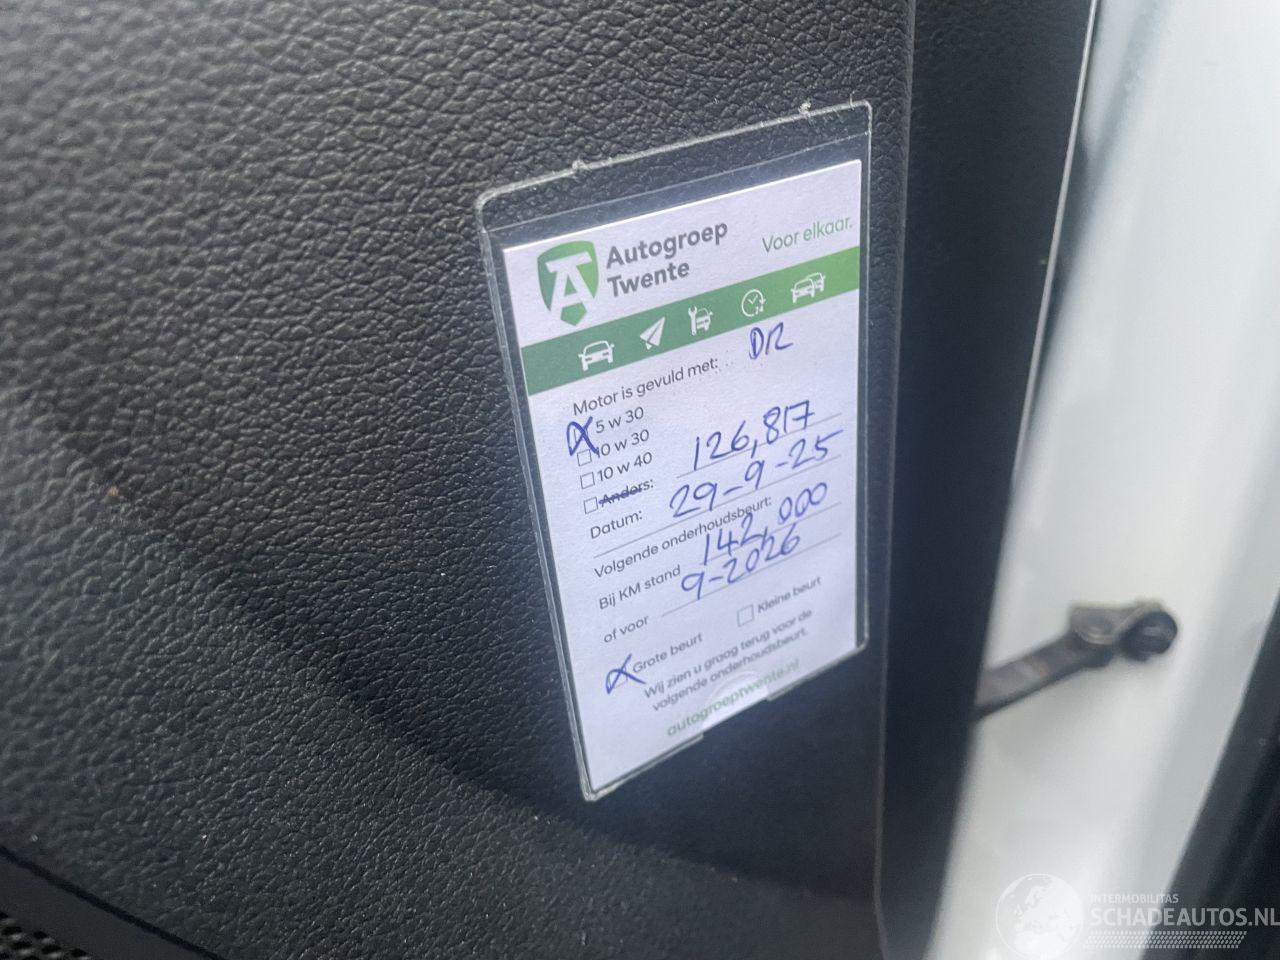 Autogroep
Twente
Voor elkaar.
24
Motor is gevuld met: DR
5 w 30
10 w 30
10 w 40
Anders: 126,817
Datum: 29-9-25
Volgende onderhoudsbeurt:
Bij KM stand 142,000
of voor 9-2026
Grote beurt
Kleine beurt
Wij zien u graag terug voor de
volgende onderhoudsbeurt.
autogroeptwente.nl
INTERMOBILITAS
SCHADEAUTOS.NL